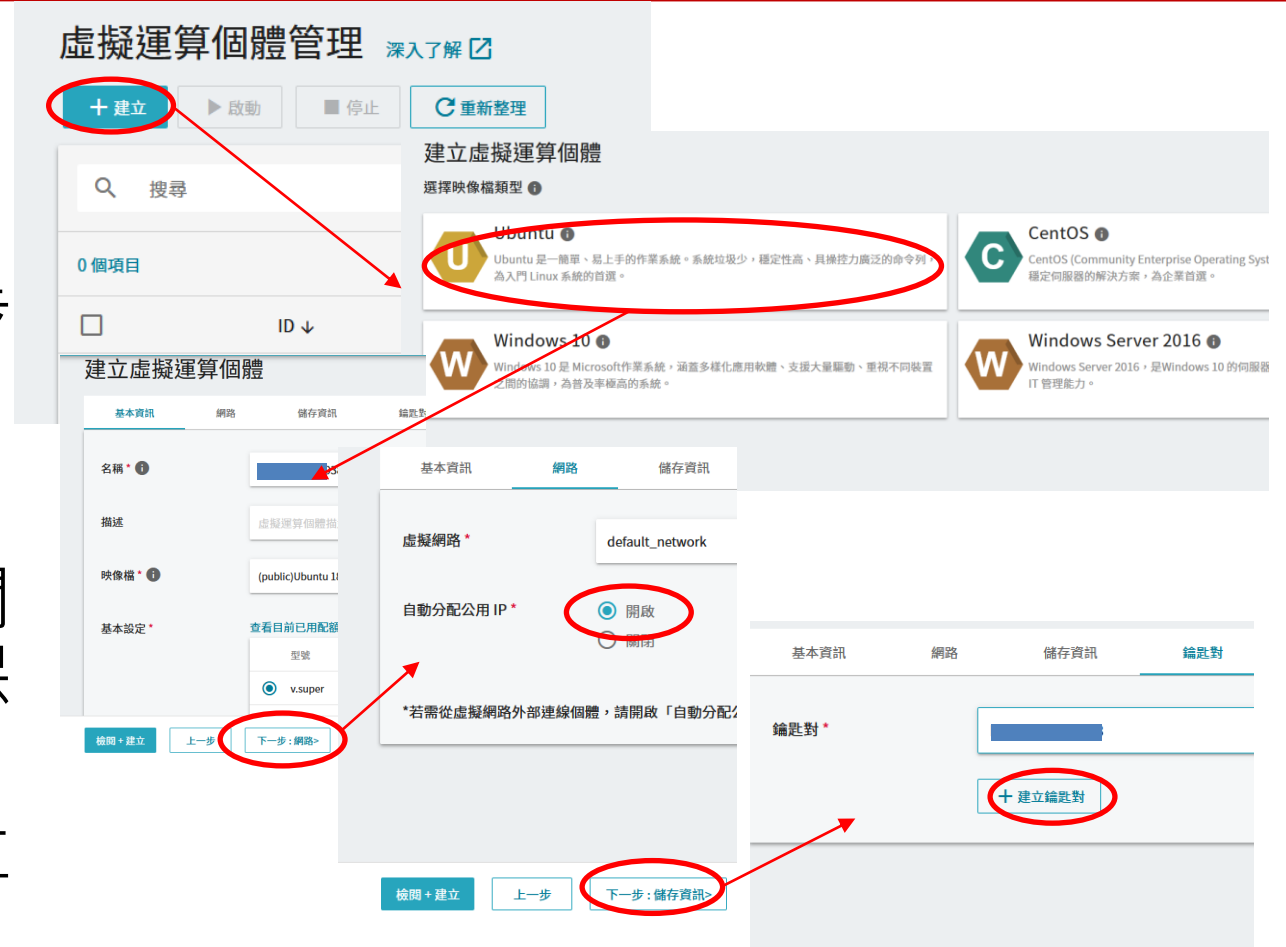 虛擬運算個體管理 深入了解
建立 啟動 停止 重新整理
搜尋
0 個項目
ID
建立虛擬運算個體
選擇映像檔類型
Ubuntu
Ubuntu 是一簡單、易上手的作業系統。系統垃圾少，穩定性高、具操控力廣泛的命令列，
為入門 Linux 系統的首選。
CentOS
CentOS (Community Enterprise Operating Syst
穩定伺服器的解決方案，為企業首選。
Windows 10
Windows 10 是 Microsoft作業系統，涵蓋多樣化應用軟體、支援大量驅動、重視不同裝置
之間的協調，為普及率極高的系統。
Windows Server 2016
Windows Server 2016，是Windows 10 的伺服器
IT 管理能力。
建立虛擬運算個體
基本資訊 網路 儲存資訊 鑰匙對
名稱 *
描述 虛擬運算個體描
映像檔 * (public)Ubuntu 18
基本設定 * 查看目前已用配額
型號
v.super
檢閱 + 建立 上一步 下一步 : 網路>
基本資訊 網路 儲存資訊
虛擬網路 * default_network
自動分配公用 IP * 開啟
關閉
*若需從虛擬網路外部連線個體，請開啟「自動分配公
檢閱 + 建立 上一步 下一步 : 儲存資訊>
基本資訊 網路 儲存資訊 鑰匙對
鑰匙對 *
建立鑰匙對